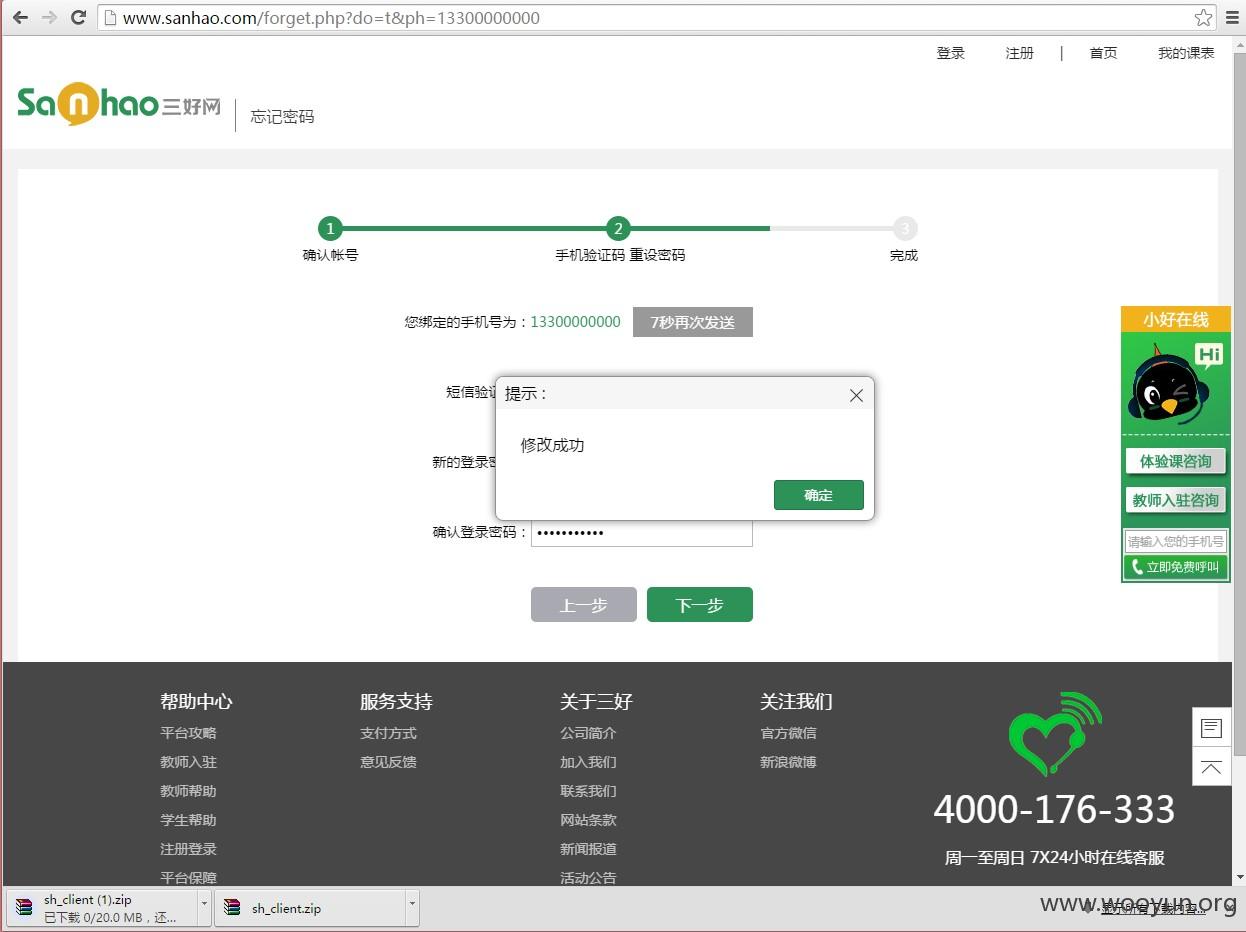 www.sanhao.com/forget.php?do=t&ph=13300000000
登录 注册 | 首页 我的课表
Sanhao三好网 忘记密码
1 2 3
确认帐号 手机验证码 重设密码 完成
您绑定的手机号为：13300000000 7秒再次发送
短信验证
提示：
修改成功
确定
新的登录密
确认登录密码：•••••••••••
上一步 下一步
小好在线
Hi
体验课咨询
教师入驻咨询
请输入您的手机号
立即免费呼叫
帮助中心
平台攻略
教师入驻
教师帮助
学生帮助
注册登录
平台保障
服务支持
支付方式
意见反馈
关于三好
公司简介
加入我们
联系我们
网站条款
新闻报道
活动公告
关注我们
官方微信
新浪微博
4000-176-333
周一至周日 7X24小时在线客服
sh_client (1).zip
已下载 0/20.0 MB，还...
sh_client.zip
显示所有下载内容...
www.wooyun.org